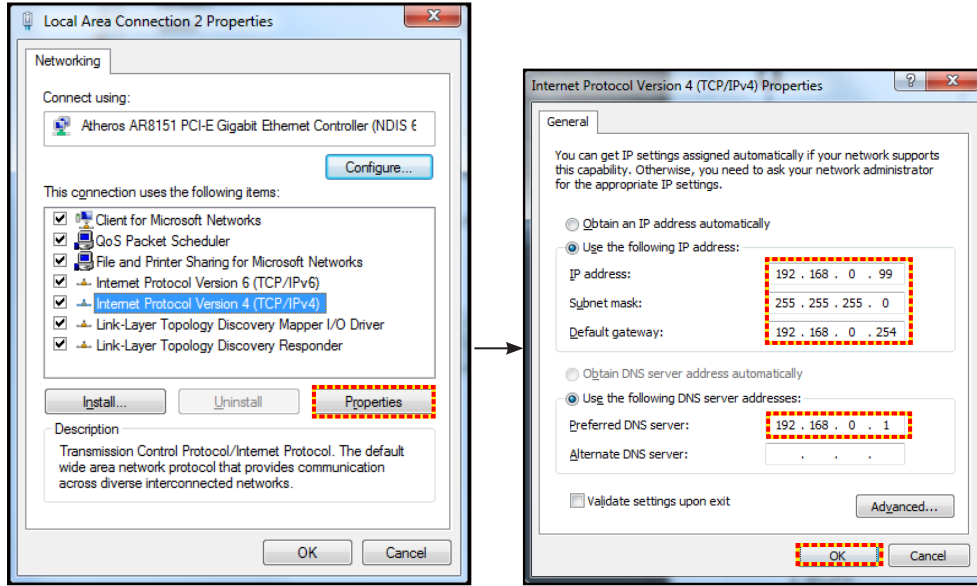 Local Area Connection 2 Properties
Networking
Connect using:
Atheros AR8151 PCI-E Gigabit Ethernet Controller (NDIS 6
Configure...
This connection uses the following items:
Client for Microsoft Networks
QoS Packet Scheduler
File and Printer Sharing for Microsoft Networks
Internet Protocol Version 6 (TCP/IPv6)
Internet Protocol Version 4 (TCP/IPv4)
Link-Layer Topology Discovery Mapper I/O Driver
Link-Layer Topology Discovery Responder
Install...
Uninstall
Properties
Description
Transmission Control Protocol/Internet Protocol. The default
wide area network protocol that provides communication
across diverse interconnected networks.
OK
Cancel
Internet Protocol Version 4 (TCP/IPv4) Properties
General
You can get IP settings assigned automatically if your network supports
this capability. Otherwise, you need to ask your network administrator
for the appropriate IP settings.
Obtain an IP address automatically
Use the following IP address:
IP address: 192 . 168 . 0 . 99
Subnet mask: 255 . 255 . 255 . 0
Default gateway: 192 . 168 . 0 . 254
Obtain DNS server address automatically
Use the following DNS server addresses:
Preferred DNS server: 192 . 168 . 0 . 1
Alternate DNS server: . . .
Validate settings upon exit
Advanced...
OK
Cancel